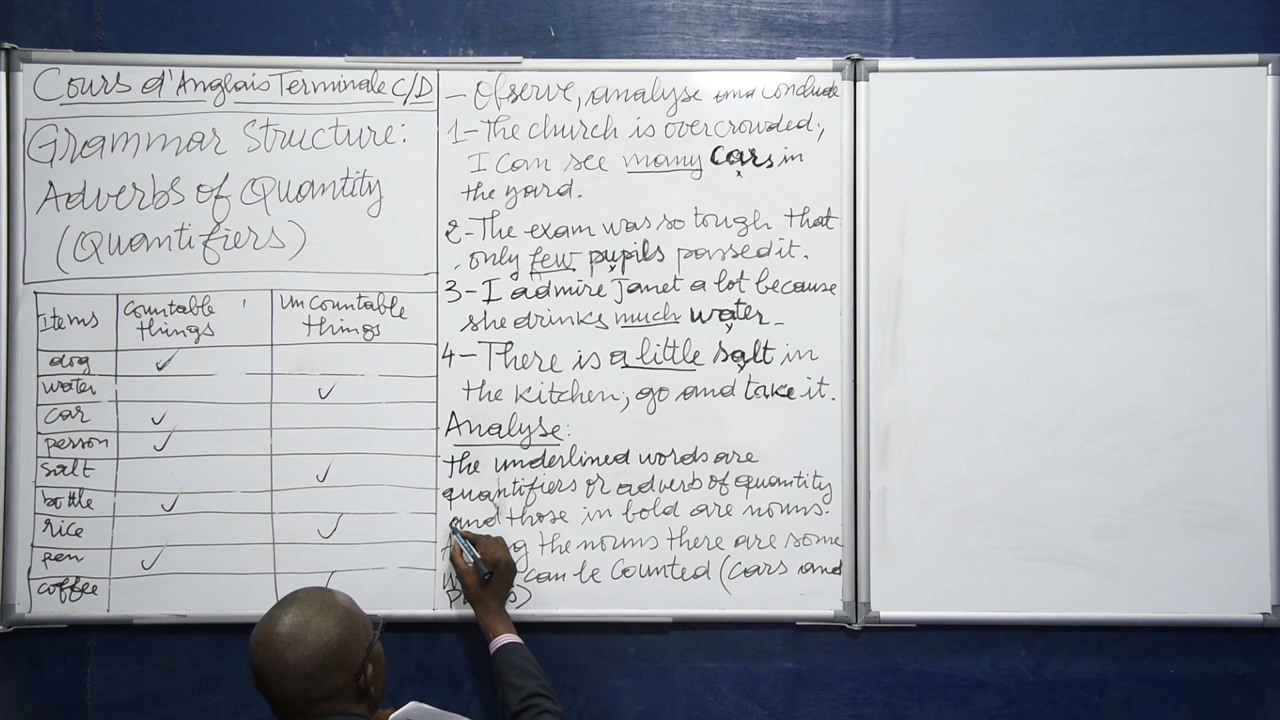 Cours d'Anglais Terminale C/D
Grammar Structure:
Adverbs of Quantity
(Quantifiers)
Items
Countable things
Uncountable things
dog ✓
water ✓
car ✓
person ✓
salt ✓
bottle ✓
rice ✓
pen ✓
coffee
- Observe, analyse and conclude
1-The church is overcrowded,
I can see many cars in
the yard.
2-The exam was so tough that
only few pupils passed it.
3-I admire Janet a lot because
she drinks much water-
4-There is a little salt in
the kitchen, go and take it.
Analyse:
the underlined words are
quantifiers or adverb of quantity
and those in bold are nouns.
the nouns there are some
can be counted (cars and